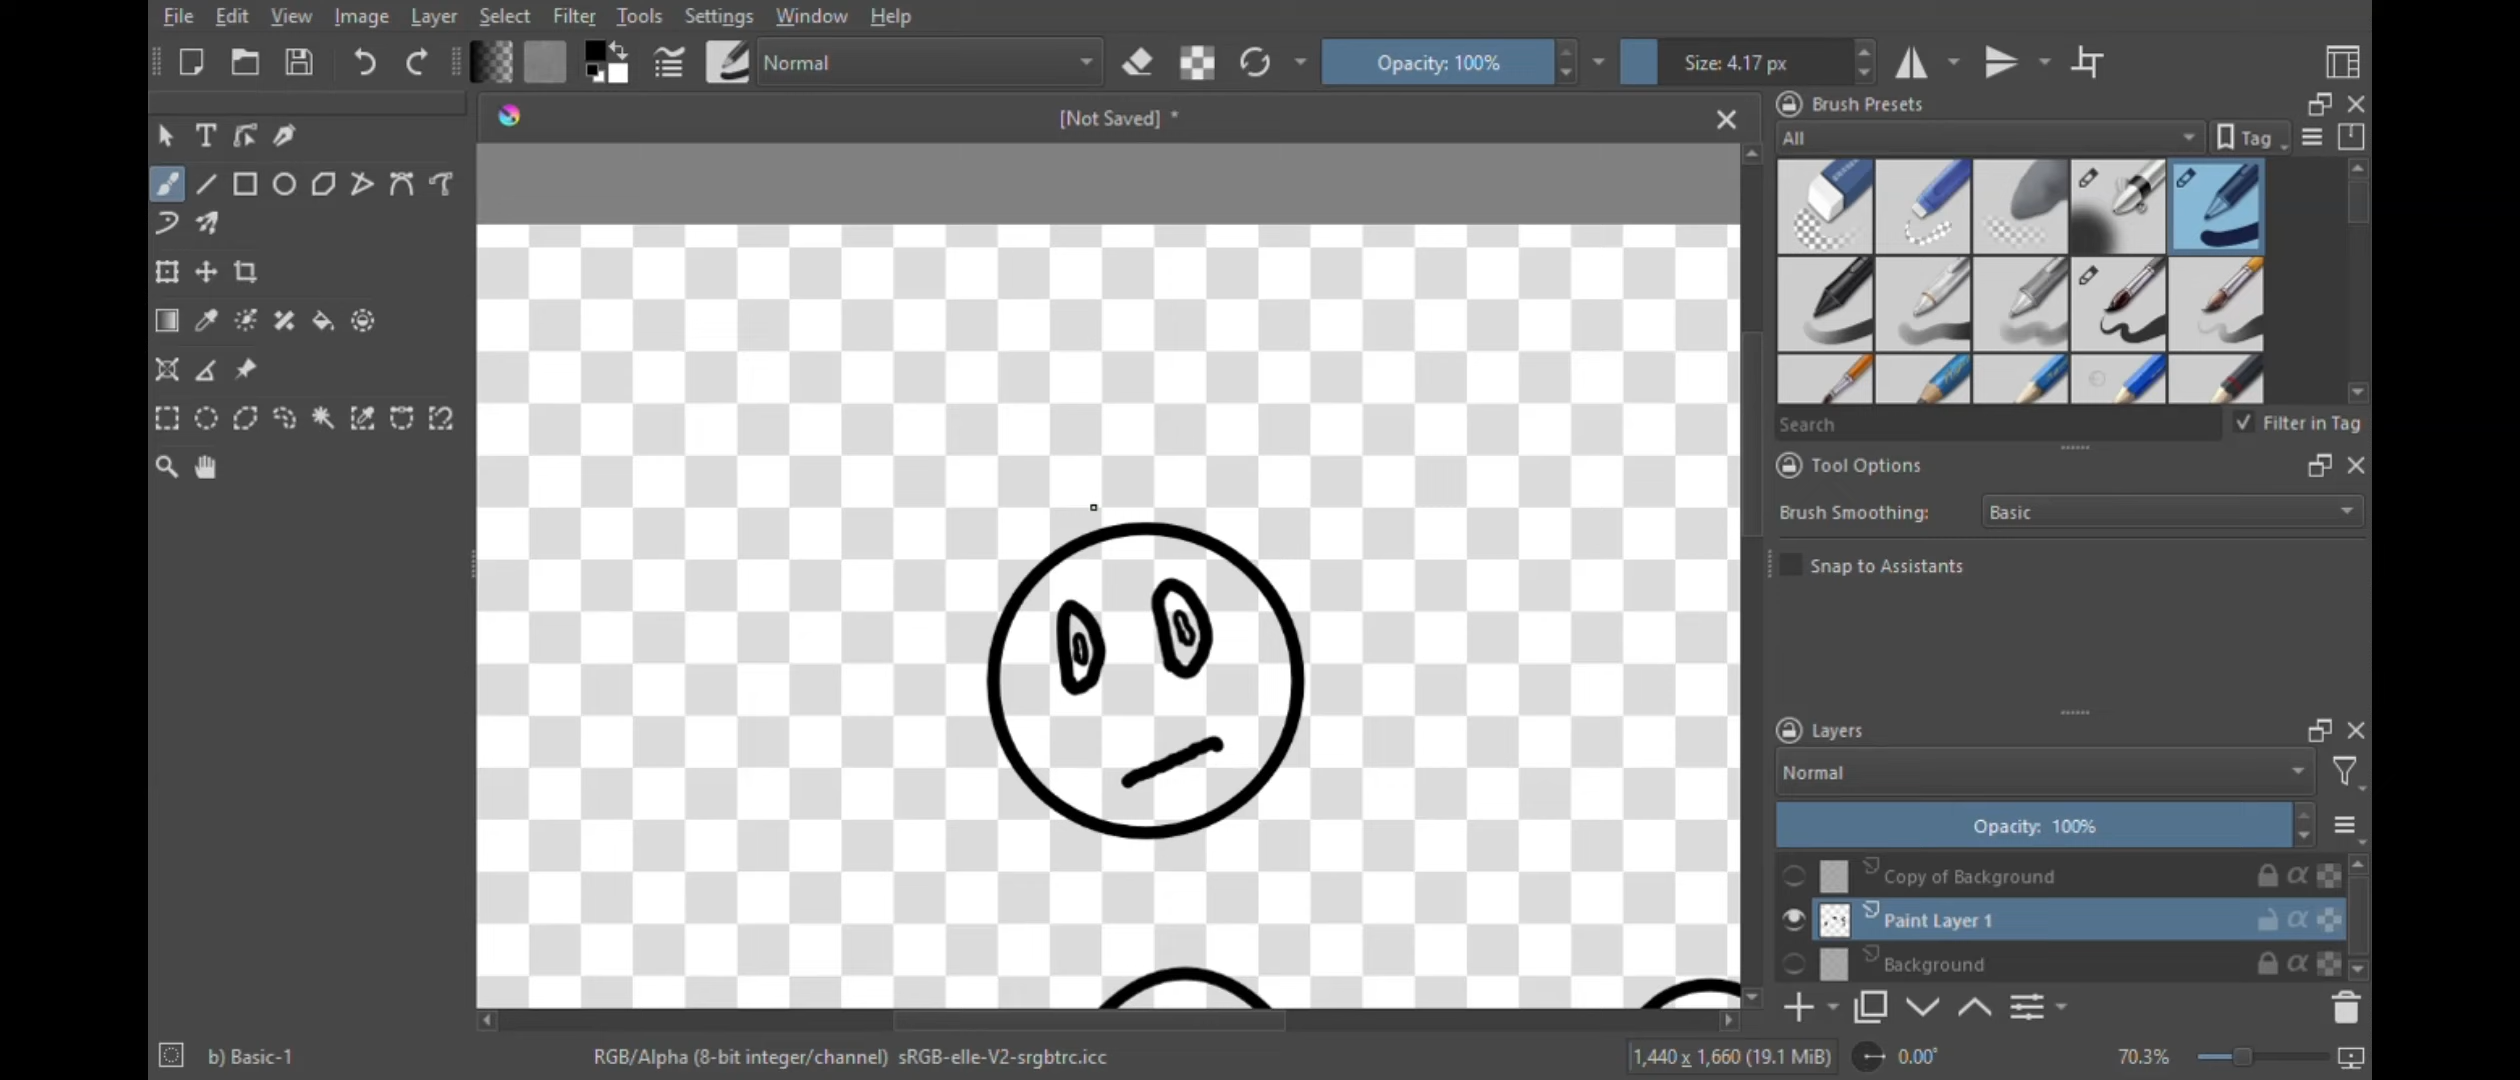 File Edit View Image Layer Select Filter Tools Settings Window Help
Normal Opacity: 100% Size: 4.17 px
[Not Saved] *
Brush Presets
All Tag
Search Filter in Tag
Tool Options
Brush Smoothing: Basic
Snap to Assistants
Layers
Normal
Opacity: 100%
Copy of Background
Paint Layer 1
Background
b) Basic-1 RGB/Alpha (8-bit integer/channel) sRGB-elle-V2-srgbtrc.icc 1,440 x 1,660 (19.1 MiB) 0.00° 70.3%